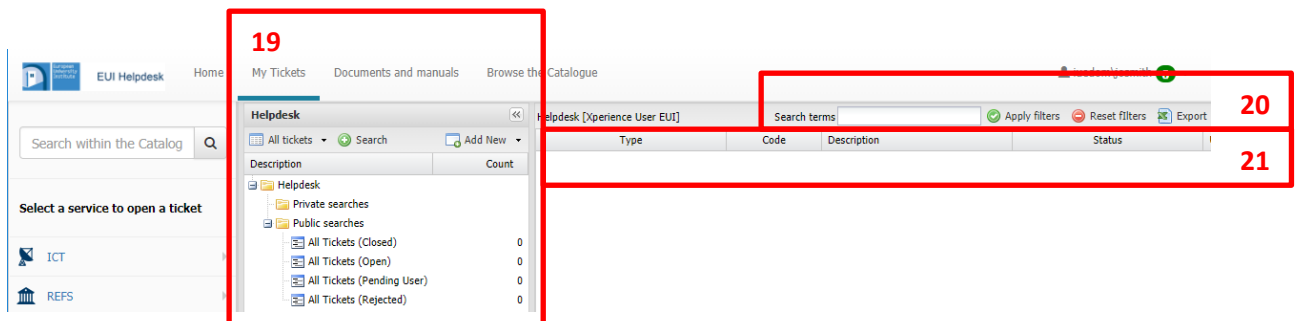 19
European
University
Institute
EUI Helpdesk
Home
My Tickets
Documents and manuals
Browse the Catalogue
20
Helpdesk
Helpdesk [Xperience User EUI]
Search terms
Apply filters
Reset filters
Export
Search within the Catalog
All tickets
Search
Add New
Type
Code
Description
Status
21
Description
Count
Helpdesk
Private searches
Select a service to open a ticket
Public searches
All Tickets (Closed) 0
ICT
All Tickets (Open) 0
All Tickets (Pending User) 0
REFS
All Tickets (Rejected) 0